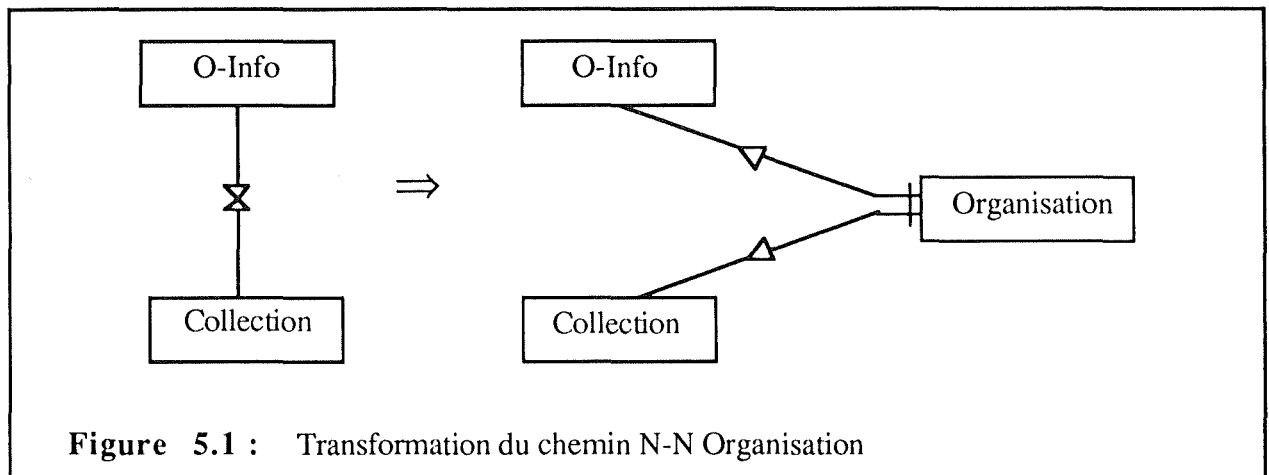 O-Info
O-Info
Organisation
Collection
Collection
Figure 5.1 : Transformation du chemin N-N Organisation